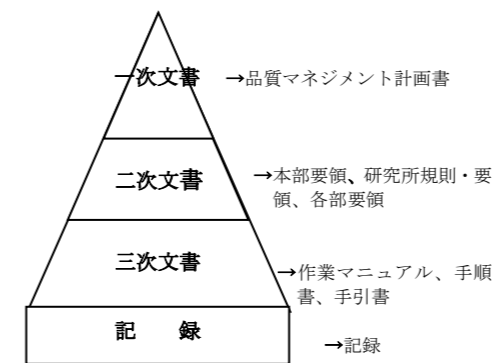 一次文書 →品質マネジメント計画書
二次文書 →本部要領、研究所規則・要
領、各部要領
三次文書 →作業マニュアル、手順
書、手引書
記 録 →記録